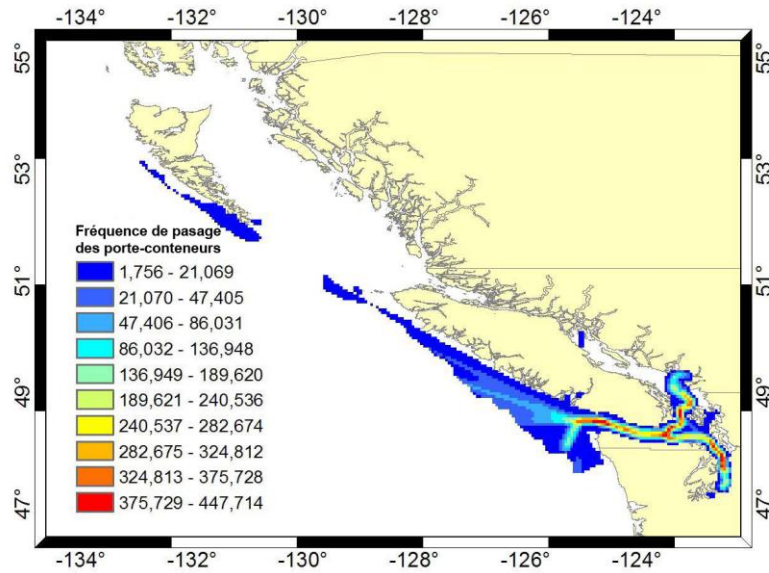 -134° -132° -130° -128° -126° -124°
55° 55°
53° 53°
51° 51°
49° 49°
47° 47°
Fréquence de pasage
des porte-conteneurs
1,756 - 21,069
21,070 - 47,405
47,406 - 86,031
86,032 - 136,948
136,949 - 189,620
189,621 - 240,536
240,537 - 282,674
282,675 - 324,812
324,813 - 375,728
375,729 - 447,714
-134° -132° -130° -128° -126° -124°